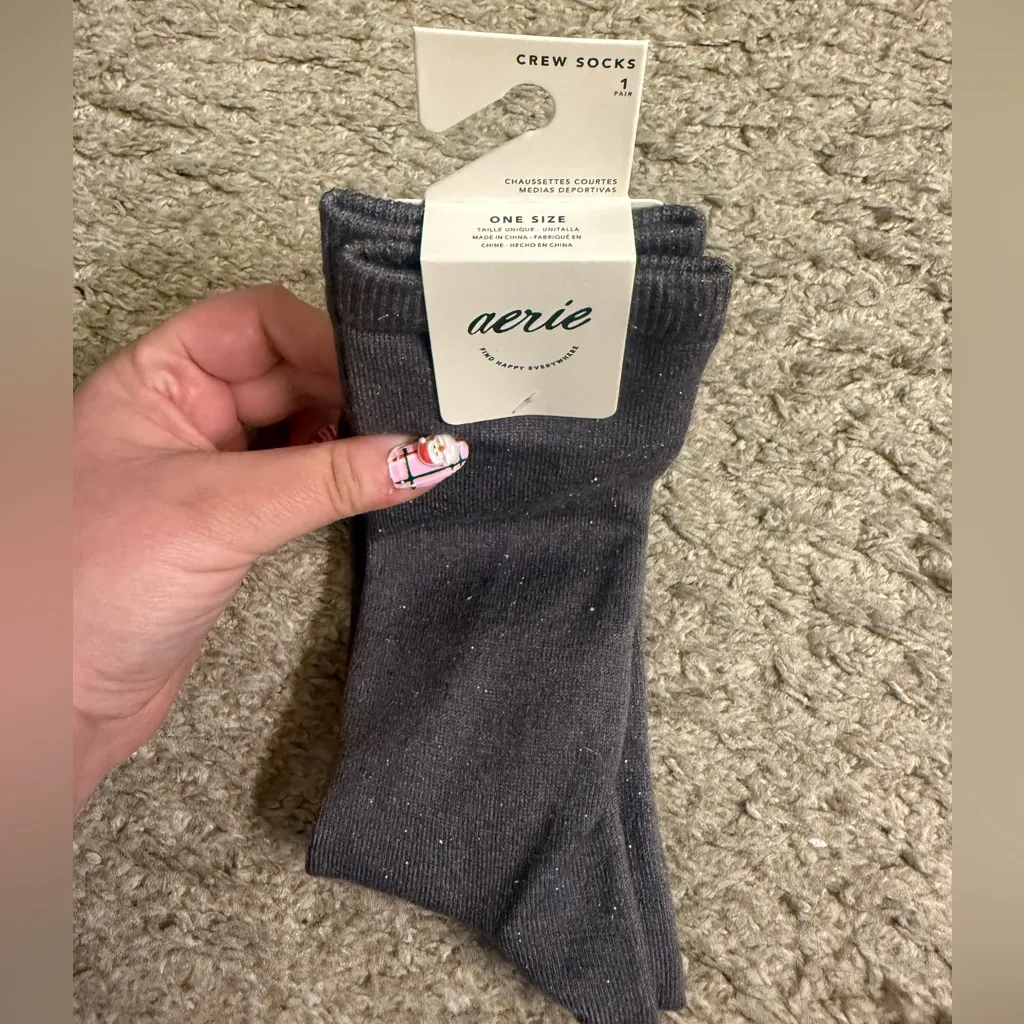 CREW SOCKS
1
PAIR
CHAUSSETTES COURTES
MEDIAS DEPORTIVAS
ONE SIZE
TAILLE UNIQUE · UNITALLA
MADE IN CHINA · FABRIQUÉ EN
CHINE · HECHO EN CHINA
aerie
FIND HAPPY EVERYWHERE